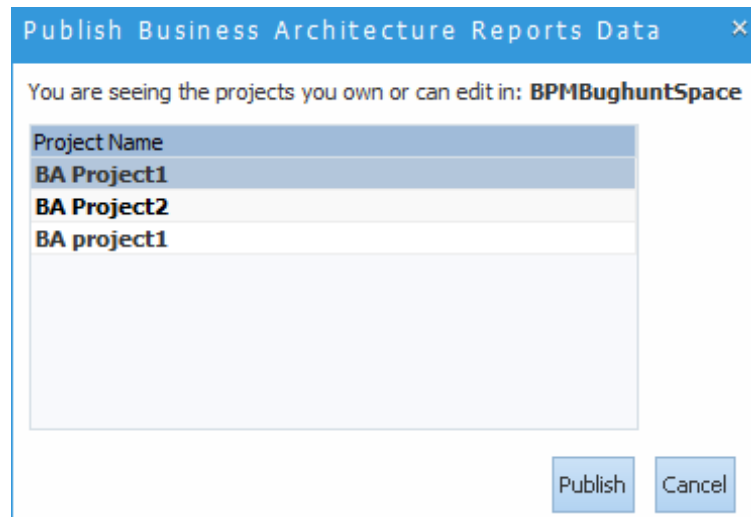 Publish Business Architecture Reports Data ×
You are seeing the projects you own or can edit in: BPMBughuntSpace
Project Name
BA Project1
BA Project2
BA project1
Publish Cancel